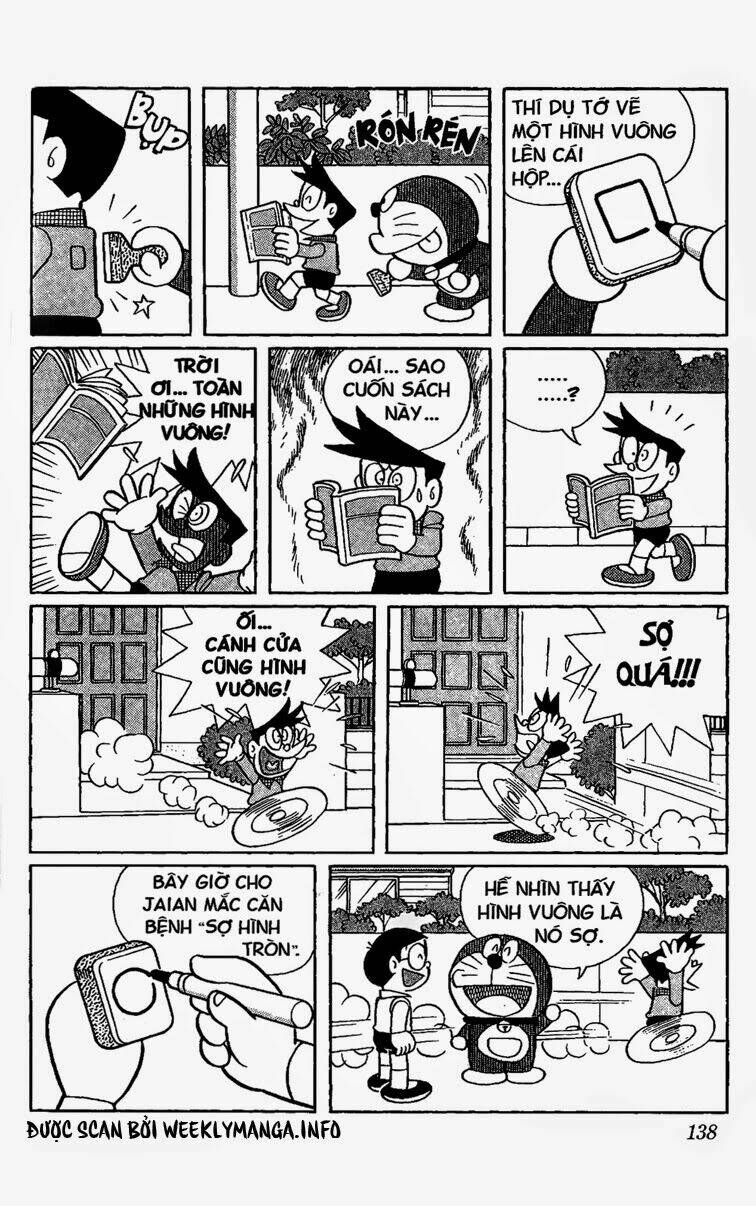 THÍ DỤ TỚ VẼ
MỘT HÌNH VUÔNG
LÊN CÁI
HỘP...
RÓN RÉN
BỤP
.....
.....?
OÁI... SAO
CUỐN SÁCH
NÀY...
TRỜI
ƠI... TOÀN
NHỮNG HÌNH
VUÔNG!
SỢ
QUÁ!!!
ỐI...
CÁNH CỬA
CŨNG HÌNH
VUÔNG!
HỄ NHÌN THẤY
HÌNH VUÔNG LÀ
NÓ SỢ.
BÂY GIỜ CHO
JAIAN MẮC CĂN
BỆNH "SỢ HÌNH
TRÒN".
ĐƯỢC SCAN BỞI WEEKLYMANGA.INFO
138